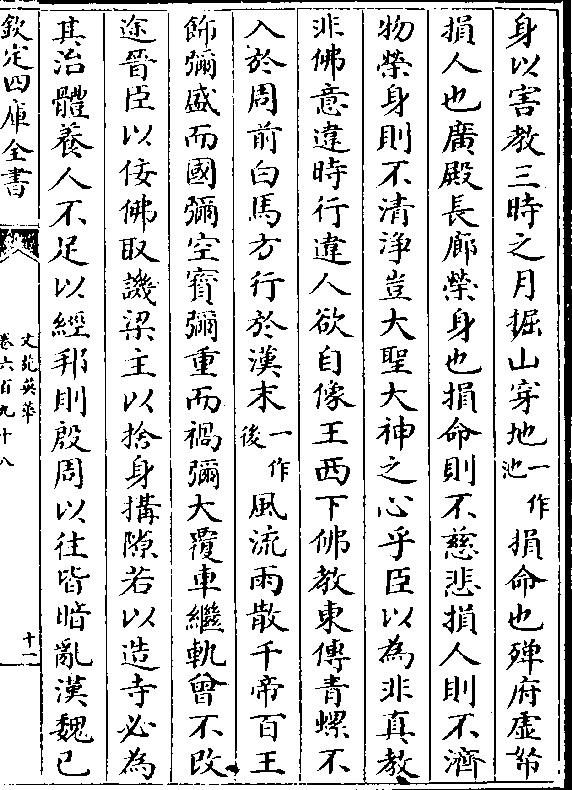 身以害教三時之月掘山穿地一作池損命也殫府虛帑
損人也廣殿長廊榮身也損命則不慈悲損人則不濟
物榮身則不清淨豈大聖大神之心乎臣以為非真教
非佛意違時行違人欲自像王西下佛教東傳青螺不
入於周前白馬方行於漢末一作後風流雨散千帝百王
飾彌盛而國彌空寳彌重而禍彌大覆車繼軌曾不改
途晉臣以佞佛取譏梁主以捨身搆隙若以造寺必為
其治體養人不足以經邦則殷周以往皆暗亂漢魏已
欽定四庫全書
文苑英華
卷六百九十八
十一